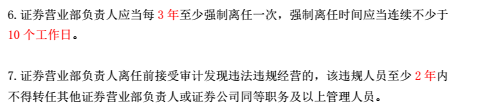 6.证券营业部负责人应当每 3 年至少强制离任一次，强制离任时间应当连续不少于
10 个工作日。
7.证券营业部负责人离任前接受审计发现违法违规经营的，该违规人员至少 2 年内
不得转任其他证券营业部负责人或证券公司同等职务及以上管理人员。